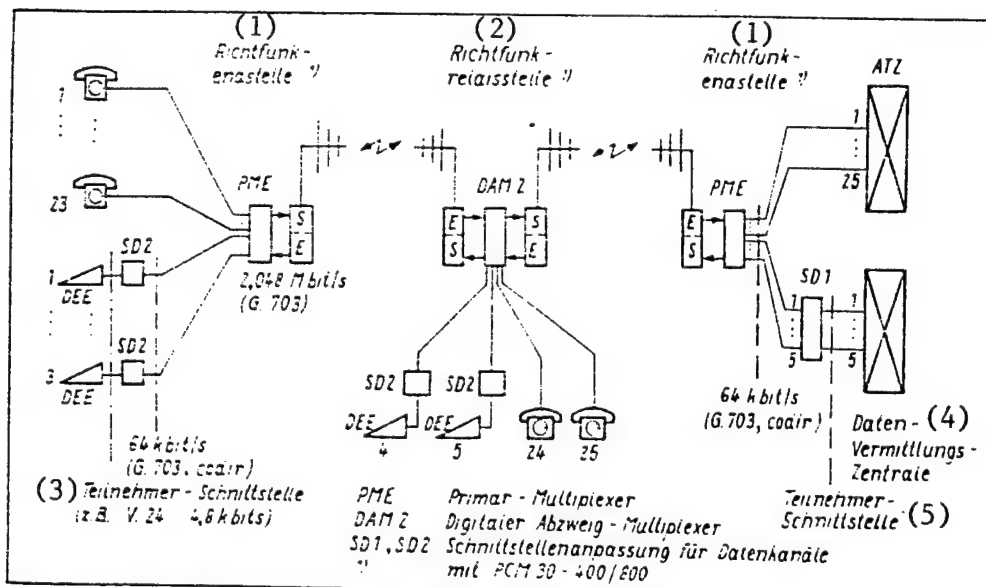 (1)
Richtfunk-
enastelle *)
(2)
Richtfunk-
relaisstelle *)
(1)
Richtfunk-
enastelle *)
ATZ
1
23
PME
S
E
2,048 Mbit/s
(G. 703)
E
S
DAM 2
S
E
E
S
PME
1
25
1
DEE
SD2
3
DEE
SD2
SD2
DEE
4
SD2
DEE
5
24
25
SD1
1
5
1
5
64 kbit/s
(G. 703, codir)
64 kbit/s
(G.703, codir)
Daten- (4)
Vermittlungs-
Zentrale
(3) Teilnehmer-Schnittstelle
(z.B. V. 24 4,8 kbits)
Teilnehmer-
Schnittstelle (5)
PME Primar-Multiplexer
DAM 2 Digitaler Abzweig-Multiplexer
SD1, SD2 Schnittstellenanpassung für Datenkanäle
*) mit PCM 30-400/800